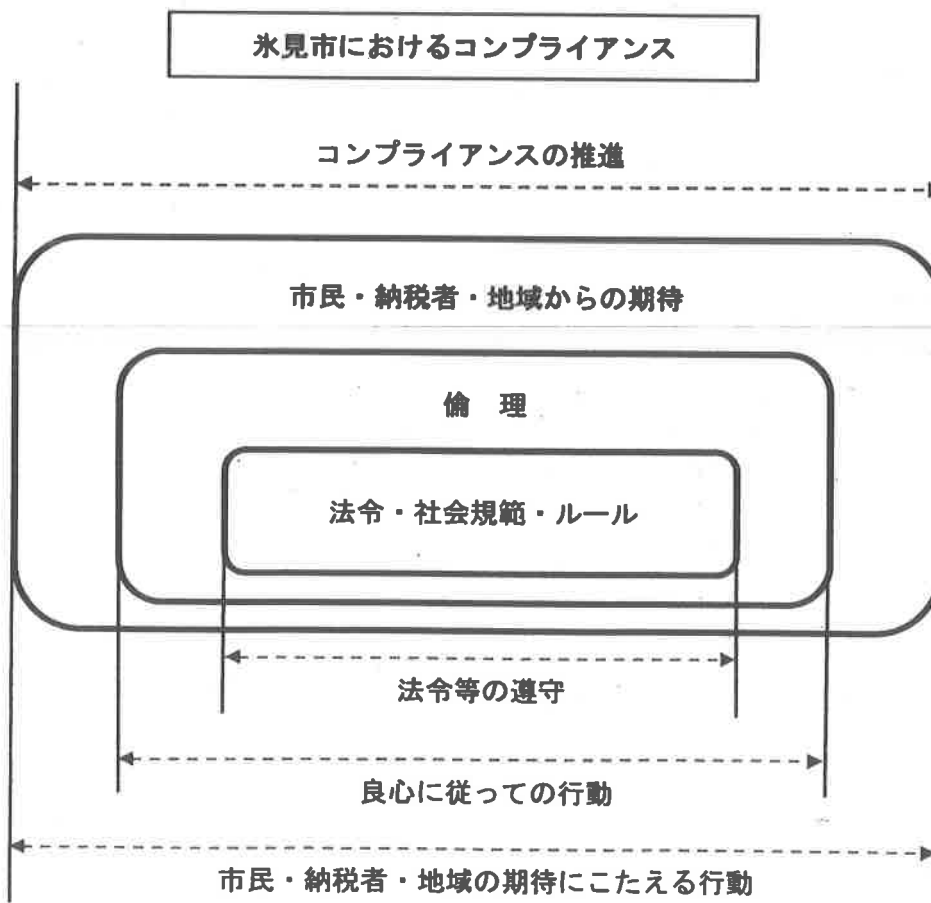 氷見市におけるコンプライアンス
コンプライアンスの推進
市民・納税者・地域からの期待
倫　理
法令・社会規範・ルール
法令等の遵守
良心に従っての行動
市民・納税者・地域の期待にこたえる行動